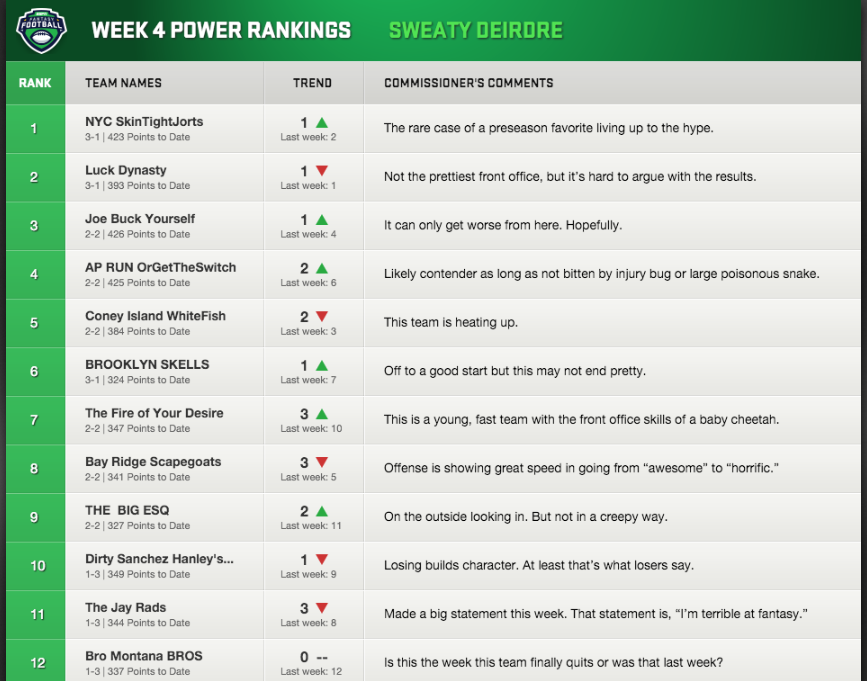 FANTASY
FOOTBALL
WEEK 4 POWER RANKINGS SWEATY DEIRDRE
RANK TEAM NAMES TREND COMMISSIONER'S COMMENTS
1 NYC SkinTightJorts 1 ▲ The rare case of a preseason favorite living up to the hype.
3-1 | 423 Points to Date Last week: 2
2 Luck Dynasty 1 ▼ Not the prettiest front office, but it's hard to argue with the results.
3-1 | 393 Points to Date Last week: 1
3 Joe Buck Yourself 1 ▲ It can only get worse from here. Hopefully.
2-2 | 426 Points to Date Last week: 4
4 AP RUN OrGetTheSwitch 2 ▲ Likely contender as long as not bitten by injury bug or large poisonous snake.
2-2 | 425 Points to Date Last week: 6
5 Coney Island WhiteFish 2 ▼ This team is heating up.
2-2 | 384 Points to Date Last week: 3
6 BROOKLYN SKELLS 1 ▲ Off to a good start but this may not end pretty.
3-1 | 324 Points to Date Last week: 7
7 The Fire of Your Desire 3 ▲ This is a young, fast team with the front office skills of a baby cheetah.
2-2 | 347 Points to Date Last week: 10
8 Bay Ridge Scapegoats 3 ▼ Offense is showing great speed in going from “awesome” to “horrific.”
2-2 | 341 Points to Date Last week: 5
9 THE BIG ESQ 2 ▲ On the outside looking in. But not in a creepy way.
2-2 | 327 Points to Date Last week: 11
10 Dirty Sanchez Hanley's... 1 ▼ Losing builds character. At least that's what losers say.
1-3 | 349 Points to Date Last week: 9
11 The Jay Rads 3 ▼ Made a big statement this week. That statement is, “I'm terrible at fantasy.”
1-3 | 344 Points to Date Last week: 8
12 Bro Montana BROS 0 -- Is this the week this team finally quits or was that last week?
1-3 | 337 Points to Date Last week: 12